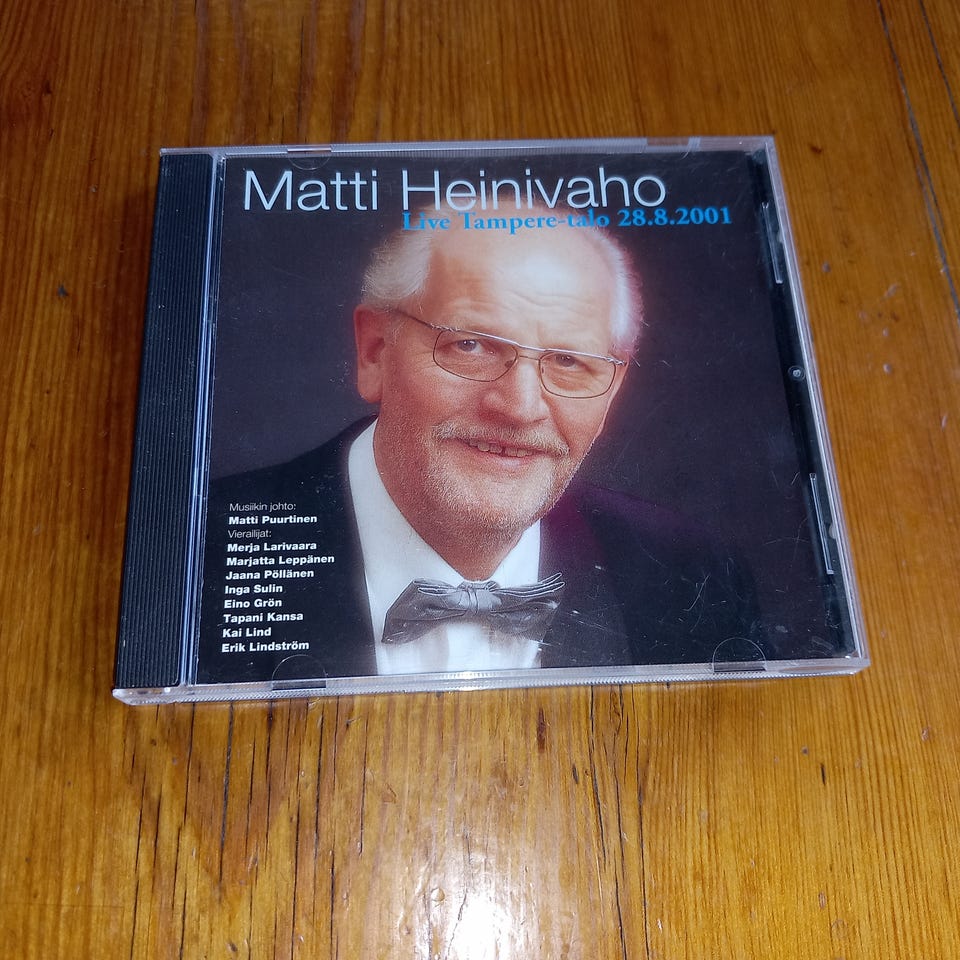 Matti Heinivaho
Live Tampere-talo 28.8.2001
Musiikin johto:
Matti Puurtinen
Vierailijat:
Merja Larivaara
Marjatta Leppänen
Jaana Pöllänen
Inga Sulin
Eino Grön
Tapani Kansa
Kai Lind
Erik Lindström